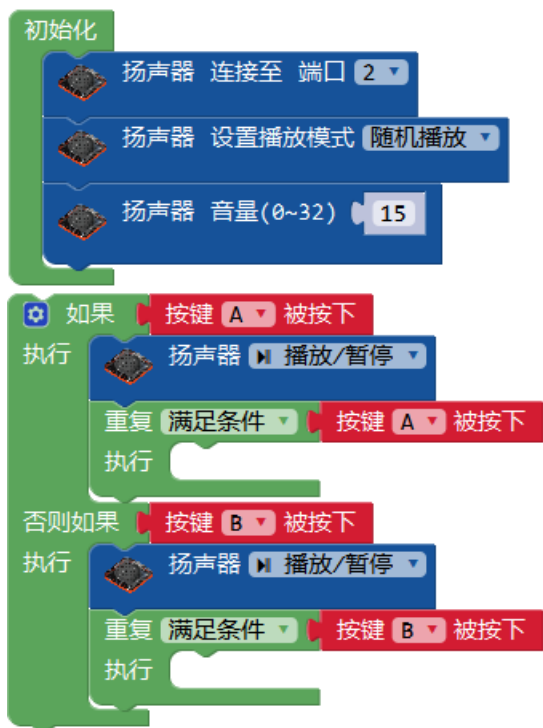 初始化
扬声器 连接至 端口 2
扬声器 设置播放模式 随机播放
扬声器 音量(0~32) 15
如果 按键 A 被按下
执行 扬声器 播放/暂停
重复 满足条件 按键 A 被按下
执行
否则如果 按键 B 被按下
执行 扬声器 播放/暂停
重复 满足条件 按键 B 被按下
执行